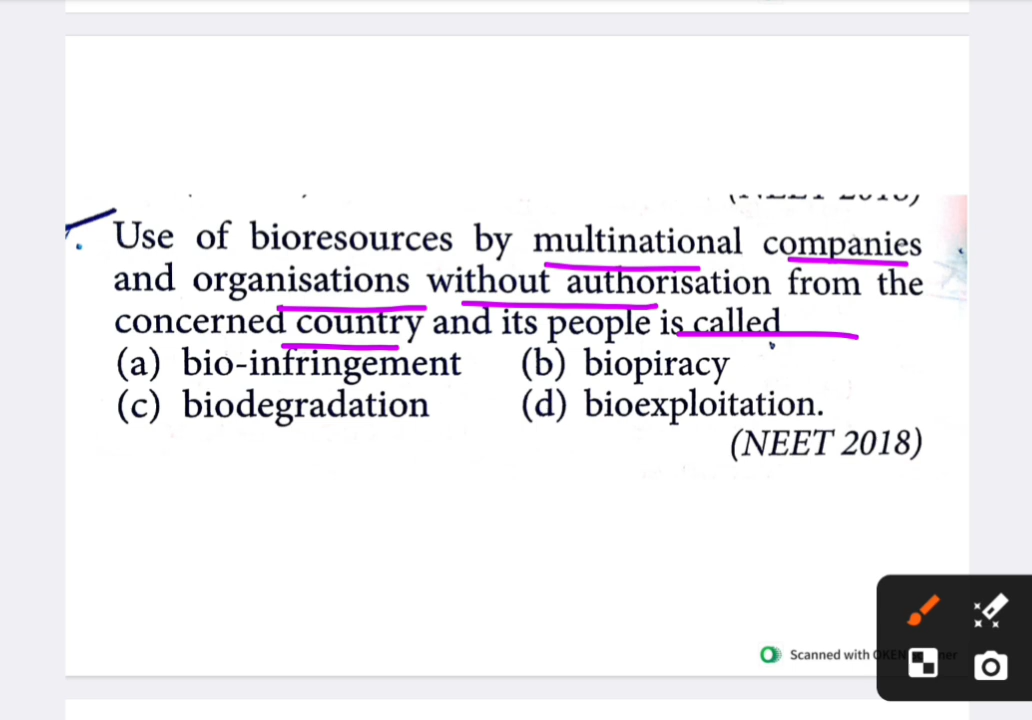 Use of bioresources by multinational companies
and organisations without authorisation from the
concerned country and its people is called
(a) bio-infringement (b) biopiracy
(c) biodegradation (d) bioexploitation.
(NEET 2018)
Scanned with